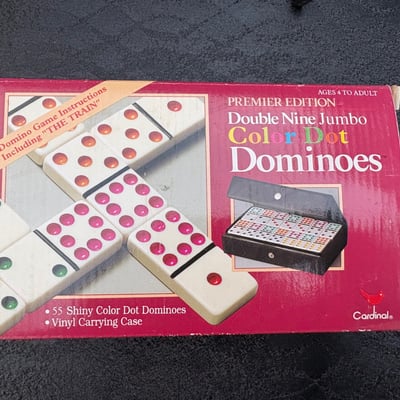 Domino Game Instructions
Including "THE TRAIN"
AGES 4 TO ADULT
PREMIER EDITION
Double Nine Jumbo
Color Dot
Dominoes
• 55 Shiny Color Dot Dominoes
• Vinyl Carrying Case
Cardinal®